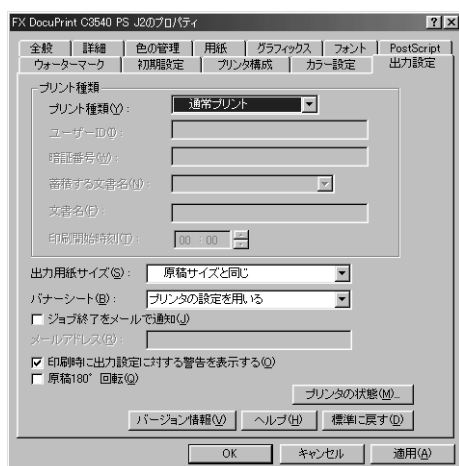 FX DocuPrint C3540 PS J2のプロパティ
全般 詳細 色の管理 用紙 グラフィックス フォント PostScript
ウォーターマーク 初期設定 プリンタ構成 カラー設定 出力設定
プリント種類
プリント種類(Y): 通常プリント
ユーザーID(I):
暗証番号(W):
蓄積する文書名(N):
文書名(F):
印刷開始時刻(T): 00 : 00
出力用紙サイズ(S): 原稿サイズと同じ
バナーシート(B): プリンタの設定を用いる
ジョブ終了をメールで通知(J)
メールアドレス(R):
印刷時に出力設定に対する警告を表示する(O)
原稿180° 回転(Q)
プリンタの状態(M)...
バージョン情報(V) ヘルプ(H) 標準に戻す(D)
OK キャンセル 適用(A)